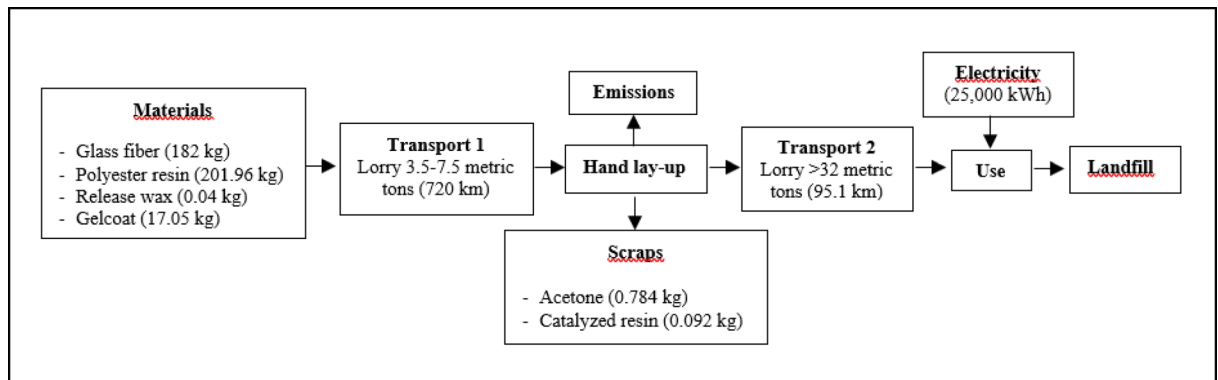 Materials
- Glass fiber (182 kg)
- Polyester resin (201.96 kg)
- Release wax (0.04 kg)
- Gelcoat (17.05 kg)
Transport 1
Lorry 3.5-7.5 metric
tons (720 km)
Emissions
Hand lay-up
Scraps
- Acetone (0.784 kg)
- Catalyzed resin (0.092 kg)
Transport 2
Lorry >32 metric
tons (95.1 km)
Electricity
(25,000 kWh)
Use
Landfill